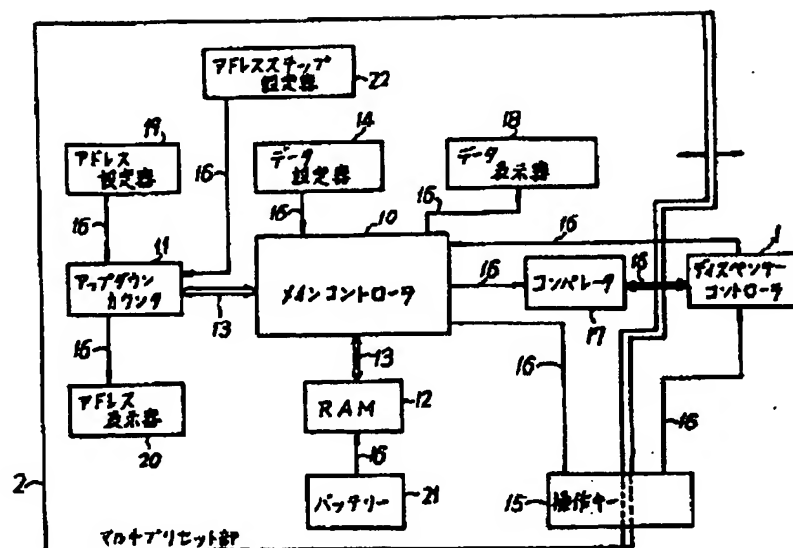 アドレスステップ
設定器
22
19
アドレス
設定器
16
16
14
データ
設定器
16
18
データ
表示器
16
10
16
1
11
アップダウン
カウンタ
13
メインコントローラ
16
コンパレータ
17
16
ディスペンサー
コントローラ
16
アドレス
表示器
20
13
RAM
12
16
バッテリー
21
16
16
15
操作キー
2
マルチプリセット部